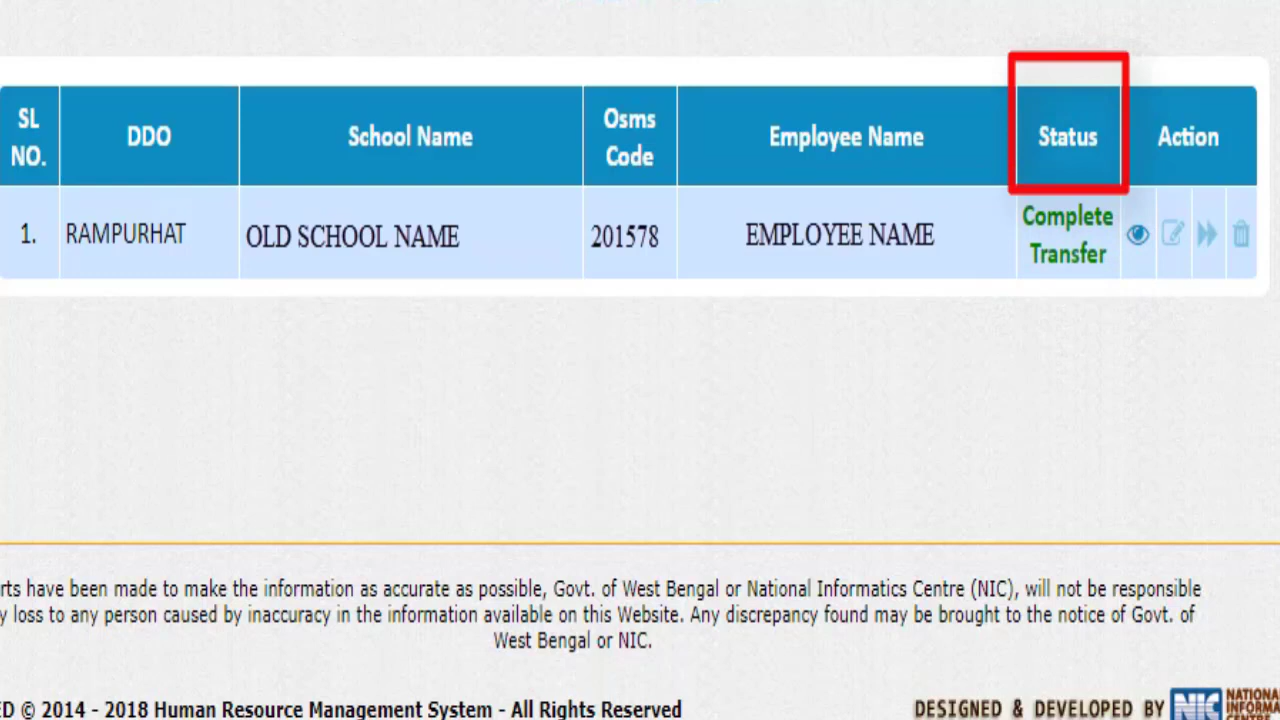 SL NO. DDO School Name Osms Code Employee Name Status Action
1. RAMPURHAT OLD SCHOOL NAME 201578 EMPLOYEE NAME Complete Transfer
have been made to make the information as accurate as possible, Govt. of West Bengal or National Informatics Centre (NIC), will not be responsible
loss to any person caused by inaccuracy in the information available on this Website. Any discrepancy found may be brought to the notice of Govt. of
West Bengal or NIC.
© 2014 - 2018 Human Resource Management System - All Rights Reserved
DESIGNED & DEVELOPED BY NIC